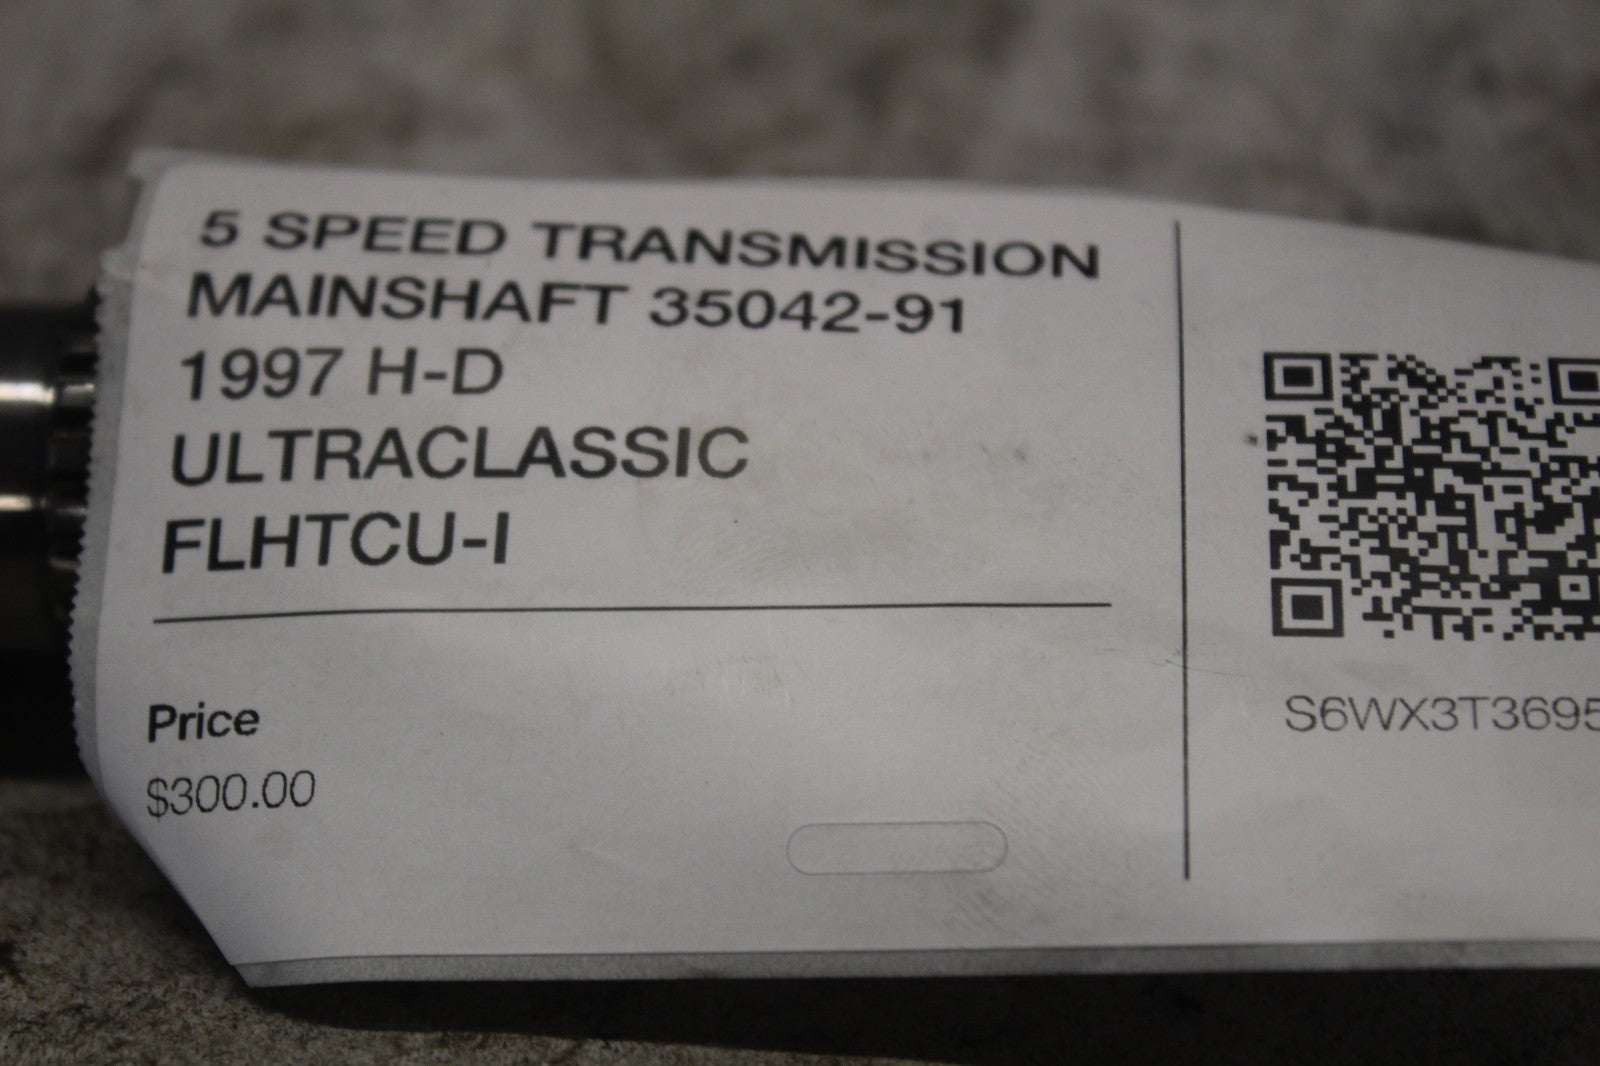 5 SPEED TRANSMISSION
MAINSHAFT 35042-91
1997 H-D
ULTRACLASSIC
FLHTCU-I
Price
$300.00
S6WX3T3695